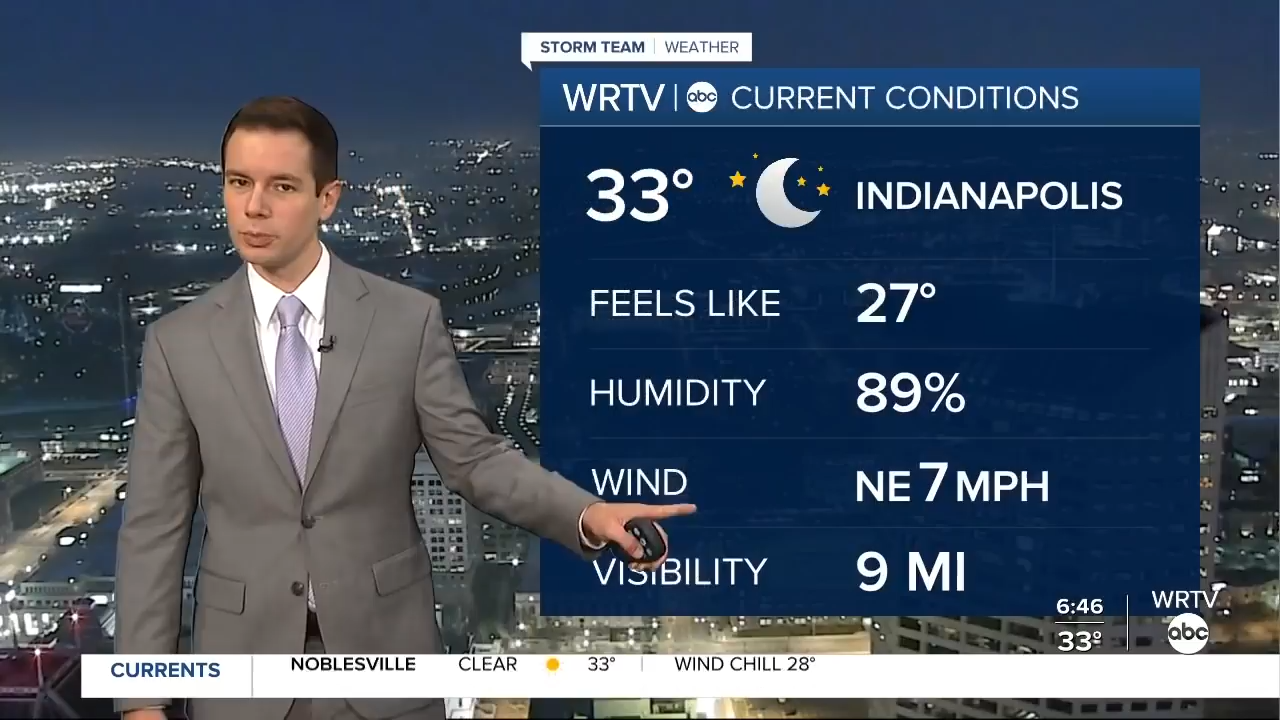 STORM TEAM | WEATHER
WRTV | abc CURRENT CONDITIONS
33° INDIANAPOLIS
FEELS LIKE 27°
HUMIDITY 89%
WIND NE 7 MPH
VISIBILITY 9 MI
6:46
33°
WRTV
abc
CURRENTS NOBLESVILLE CLEAR 33° | WIND CHILL 28°